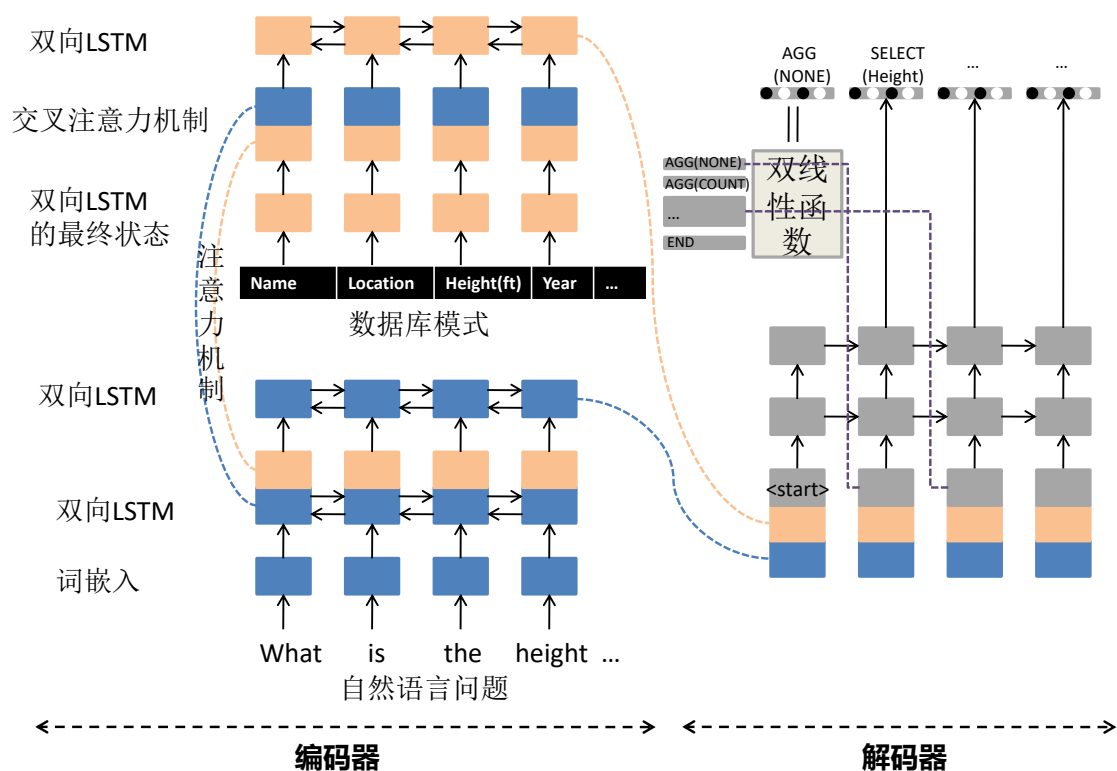 双向LSTM
交叉注意力机制
双向LSTM
的最终状态
注意力机制
Name Location Height(ft) Year ...
数据库模式
双向LSTM
双向LSTM
词嵌入
What is the height ...
自然语言问题
编码器
AGG
(NONE)
SELECT
(Height)
...
...
AGG(NONE)
AGG(COUNT)
...
END
双线
性函
数
<start>
解码器